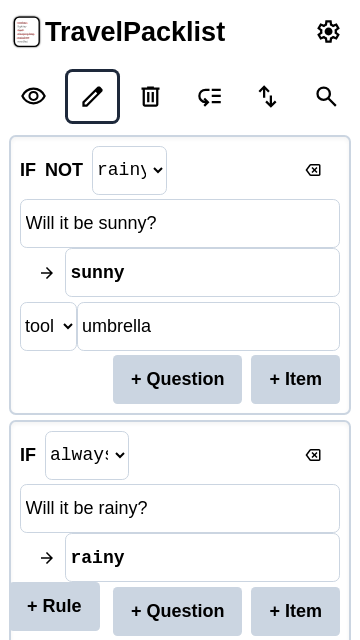 TravelPacklist
IF NOT rainy
Will it be sunny?
→ sunny
tool umbrella
+ Question + Item
IF always
Will it be rainy?
→ rainy
+ Rule + Question + Item